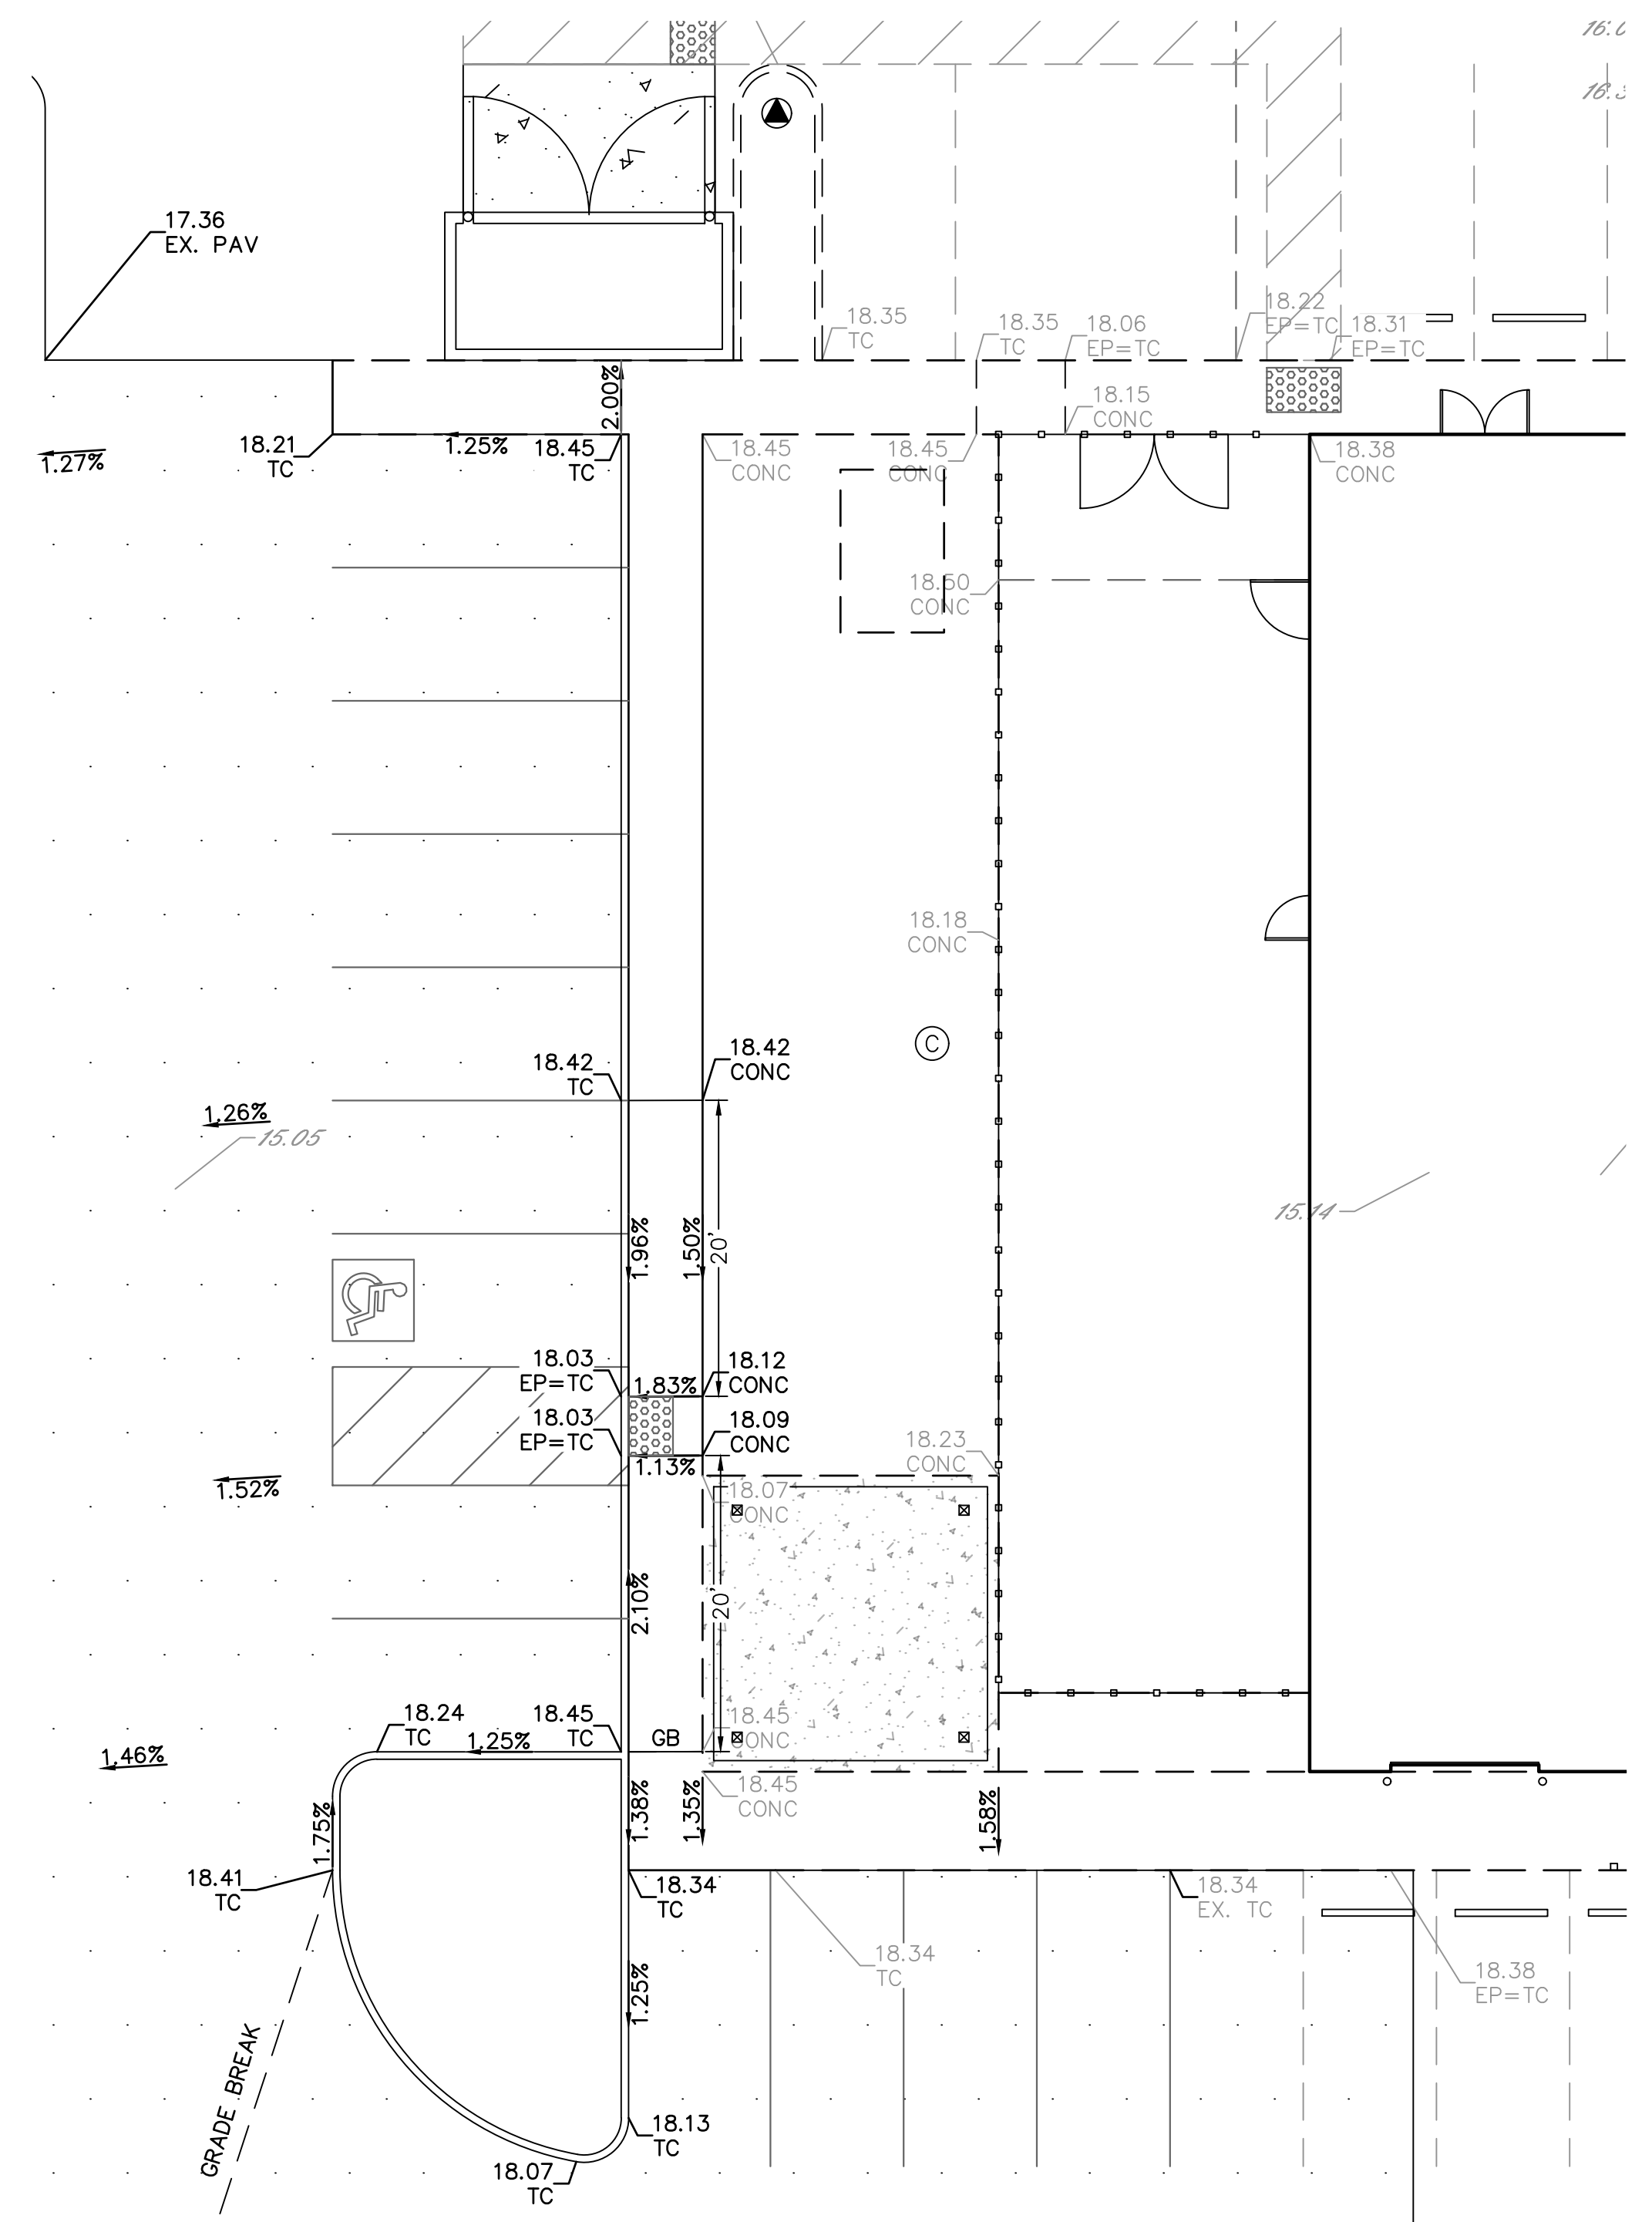 17.36
EX. PAV
18.35
TC
18.35
TC
18.06
EP=TC
18.22
EP=TC
18.31
EP=TC
2.00%
18.15
CONC
1.27%
18.21
TC
1.25%
18.45
TC
18.45
CONC
18.45
CONC
18.38
CONC
18.50
CONC
18.18
CONC
C
18.42
TC
18.42
CONC
1.26%
15.05
15.14
1.96%
1.50%
20'
18.03
EP=TC
1.83%
18.12
CONC
18.03
EP=TC
18.09
CONC
1.13%
18.23
CONC
1.52%
18.07
CONC
2.10%
20'
18.24
TC
1.25%
18.45
TC
GB
18.45
CONC
1.46%
18.45
CONC
1.75%
1.38%
1.35%
1.58%
18.41
TC
18.34
TC
18.34
EX. TC
18.34
TC
18.38
EP=TC
1.25%
GRADE BREAK
18.13
TC
18.07
TC